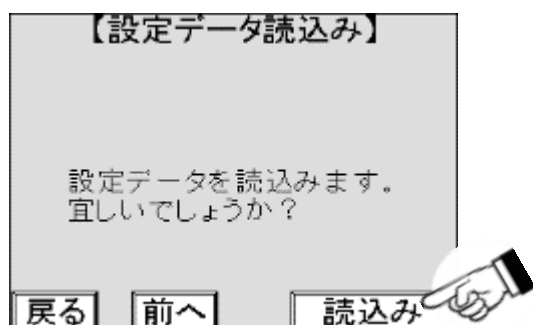 【設定データ読込み】
設定データを読込みます。
宜しいでしょうか？
戻る 前へ 読込み